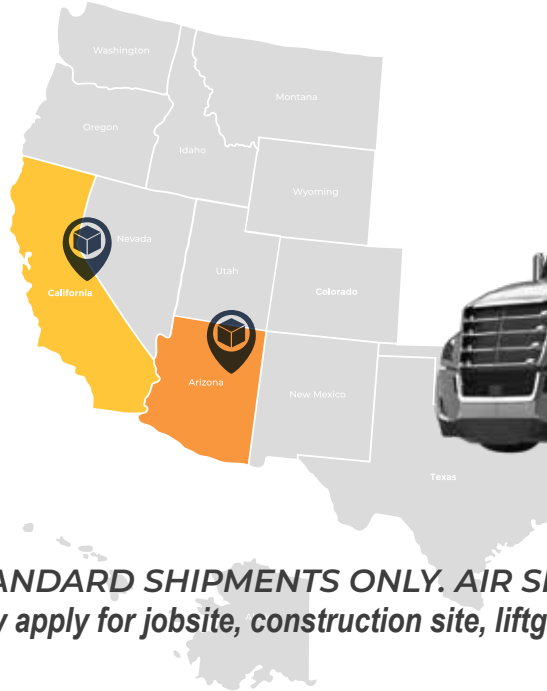 Washington
Montana
Oregon
Idaho
Wyoming
Nevada
Utah
Colorado
California
Arizona
New Mexico
Texas
ANDARD SHIPMENTS ONLY. AIR S
y apply for jobsite, construction site, liftg